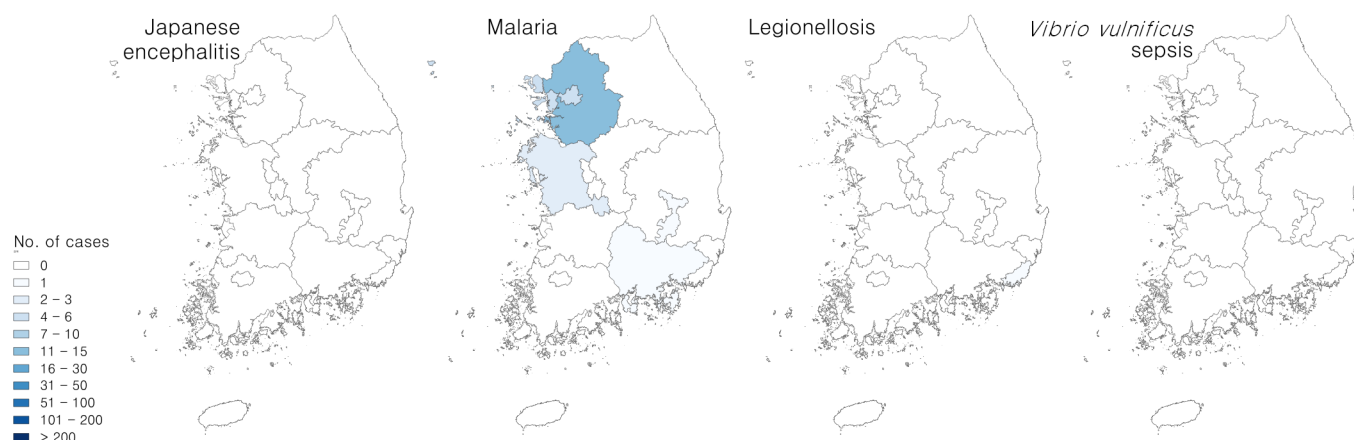 Japanese
encephalitis
Malaria
Legionellosis
Vibrio vulnificus
sepsis
No. of cases
0
1
2 – 3
4 – 6
7 – 10
11 – 15
16 – 30
31 – 50
51 – 100
101 – 200
> 200